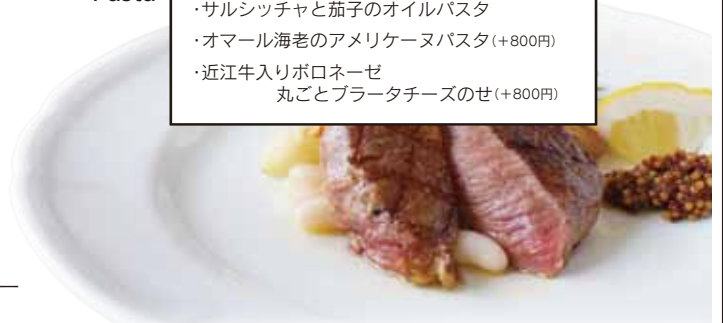 Pasta
・サルシッチャと茄子のオイルパスタ
・オマール海老のアメリケーヌパスタ(+800円)
・近江牛入りボロネーゼ
丸ごとブラータチーズのせ(+800円)